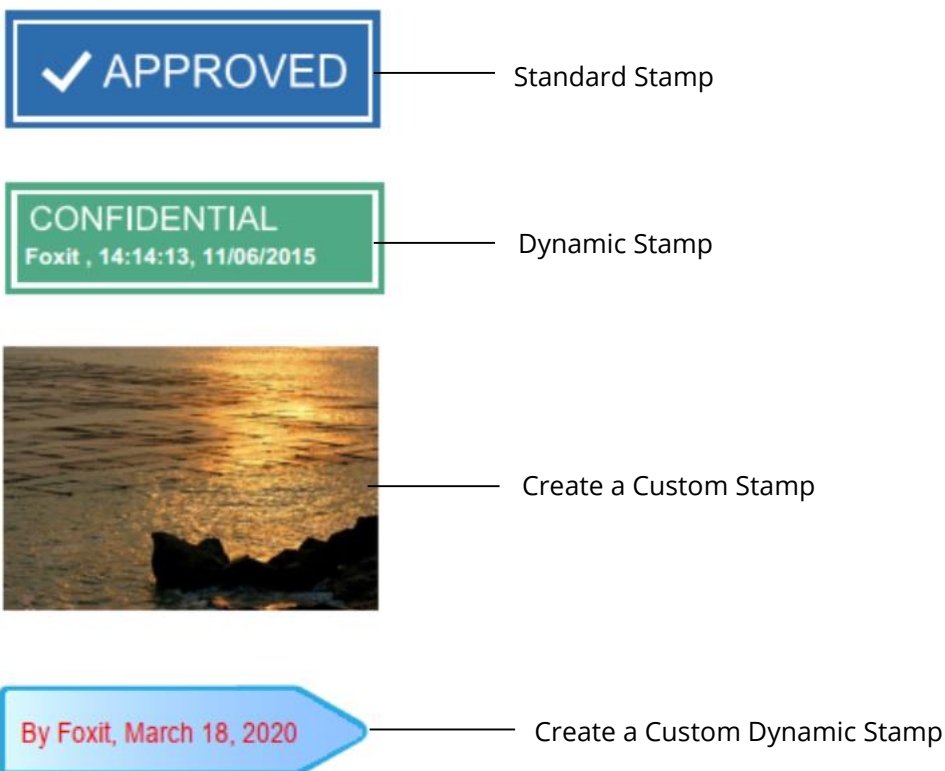 APPROVED
Standard Stamp
CONFIDENTIAL
Foxit , 14:14:13, 11/06/2015
Dynamic Stamp
Create a Custom Stamp
By Foxit, March 18, 2020
Create a Custom Dynamic Stamp